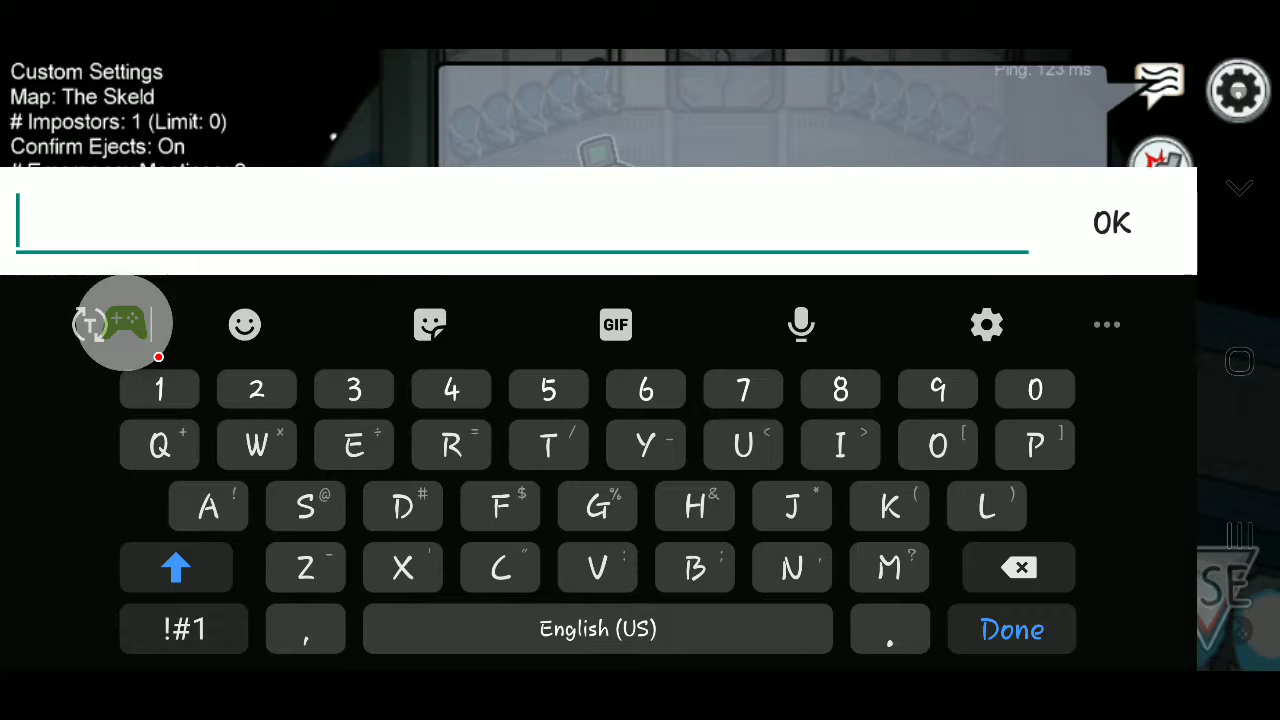 Custom Settings
Map: The Skeld
# Impostors: 1 (Limit: 0)
Confirm Ejects: On
Ping: 123 ms
OK
T
GIF
1 2 3 4 5 6 7 8 9 0
Q + W × E ÷ R = T / Y _ U < I > O [ P ]
A ! S @ D # F $ G % H & J * K ( L )
Z - X ' C " V : B ; N , M ?
!#1 , English (US) . Done
SE